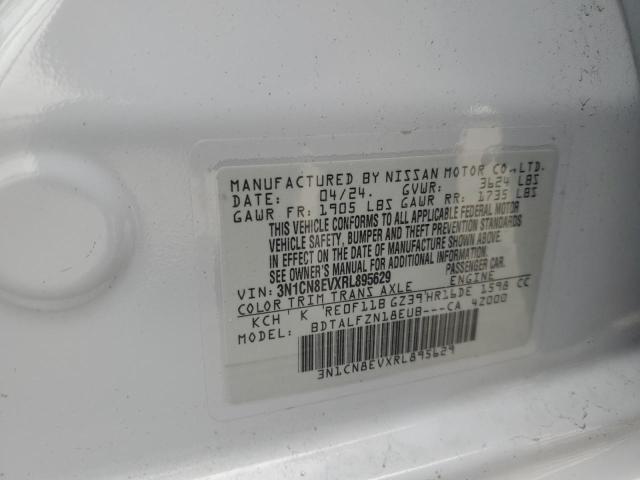 MANUFACTURED BY NISSAN MOTOR CO.,LTD.
DATE: 04/24. GVWR: 3624 LBS
GAWR FR: 1905 LBS GAWR RR: 1735 LBS
THIS VEHICLE CONFORMS TO ALL APPLICABLE FEDERAL MOTOR
VEHICLE SAFETY, BUMPER AND THEFT PREVENTION STANDARDS
IN EFFECT ON THE DATE OF MANUFACTURE SHOWN ABOVE.
SEE OWNER'S MANUAL FOR ADDITIONAL INFORMATION.
VIN: 3N1CN8EVXRL895629 PASSENGER CAR
COLOR TRIM TRANS AXLE ENGINE
KCH K RE0F11B GZ39 HR16DE 1598 CC
MODEL: BDTALFZN18EUB---CA 42000
3N1CN8EVXRL895629